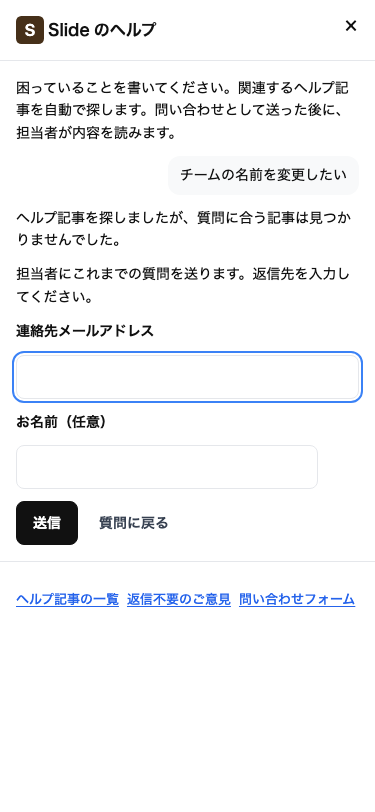 S Slide のヘルプ ×
困っていることを書いてください。関連するヘルプ記
事を自動で探します。問い合わせとして送った後に、
担当者が内容を読みます。
チームの名前を変更したい
ヘルプ記事を探しましたが、質問に合う記事は見つか
りませんでした。
担当者にこれまでの質問を送ります。返信先を入力し
てください。
連絡先メールアドレス
お名前（任意）
送信 質問に戻る
ヘルプ記事の一覧 返信不要のご意見 問い合わせフォーム